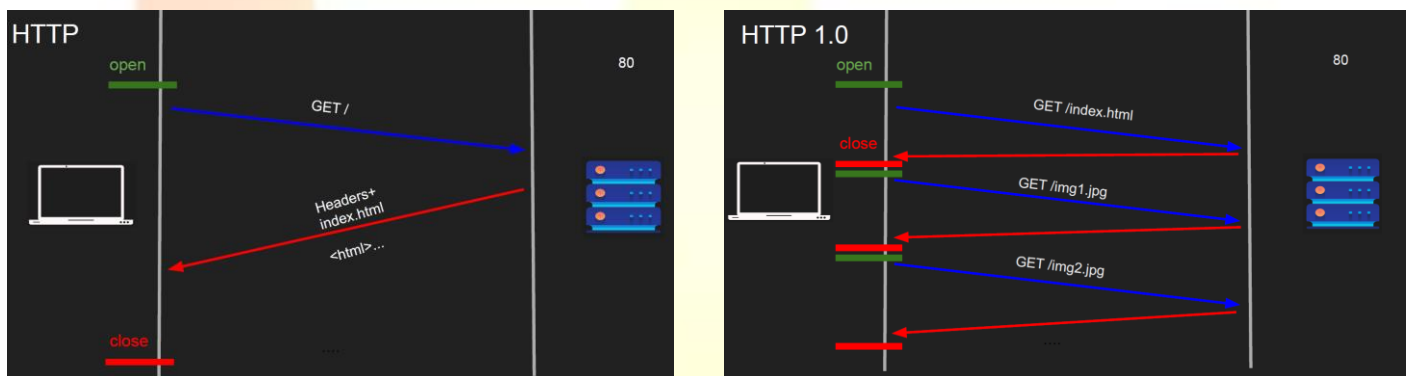 HTTP
open
80
GET /
Headers+
index.html
<html>...
close
....
HTTP 1.0
open
80
GET /index.html
close
GET /img1.jpg
GET /img2.jpg
....